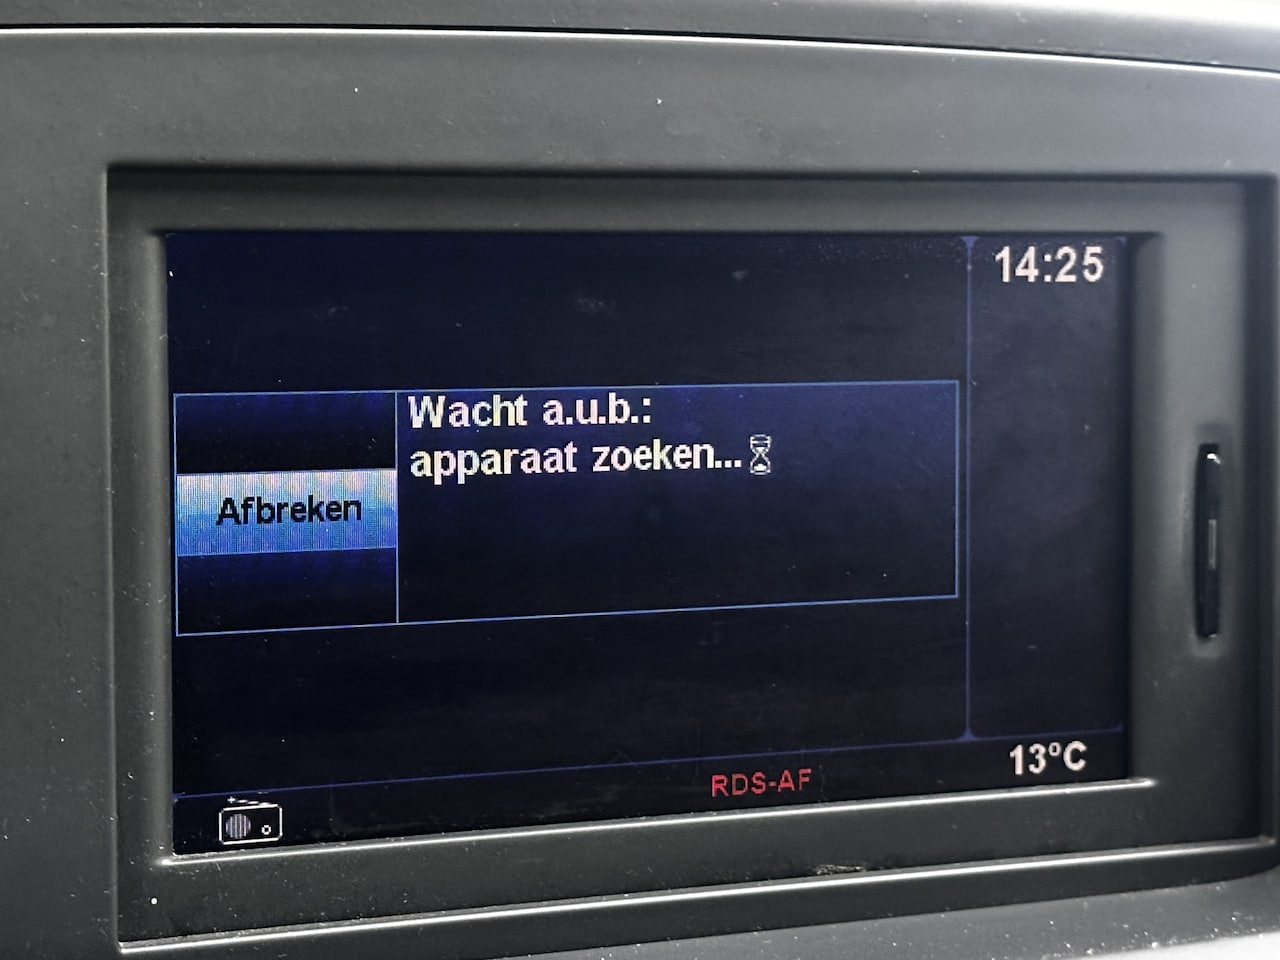 14:25
Wacht a.u.b.:
apparaat zoeken...
Afbreken
RDS-AF
13°C